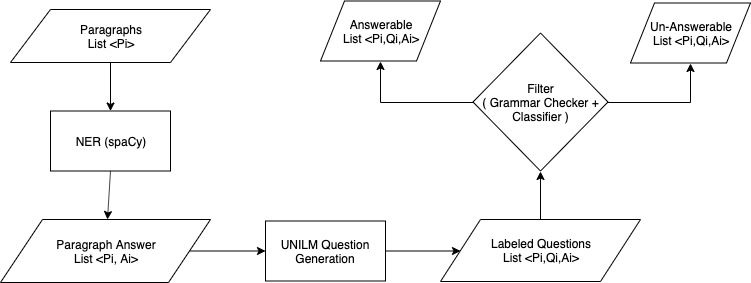 Paragraphs
List <Pi>
NER (spaCy)
Paragraph Answer
List <Pi, Ai>
UNILM Question
Generation
Labeled Questions
List <Pi,Qi,Ai>
Filter
( Grammar Checker +
Classifier )
Answerable
List <Pi,Qi,Ai>
Un-Answerable
List <Pi,Qi,Ai>